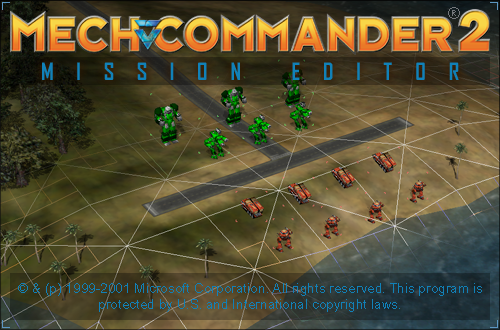 MECHCOMMANDER® 2
MISSION EDITOR
© & (p) 1999-2001 Microsoft Corporation. All rights reserved. This program is
protected by U.S. and International copyright laws.